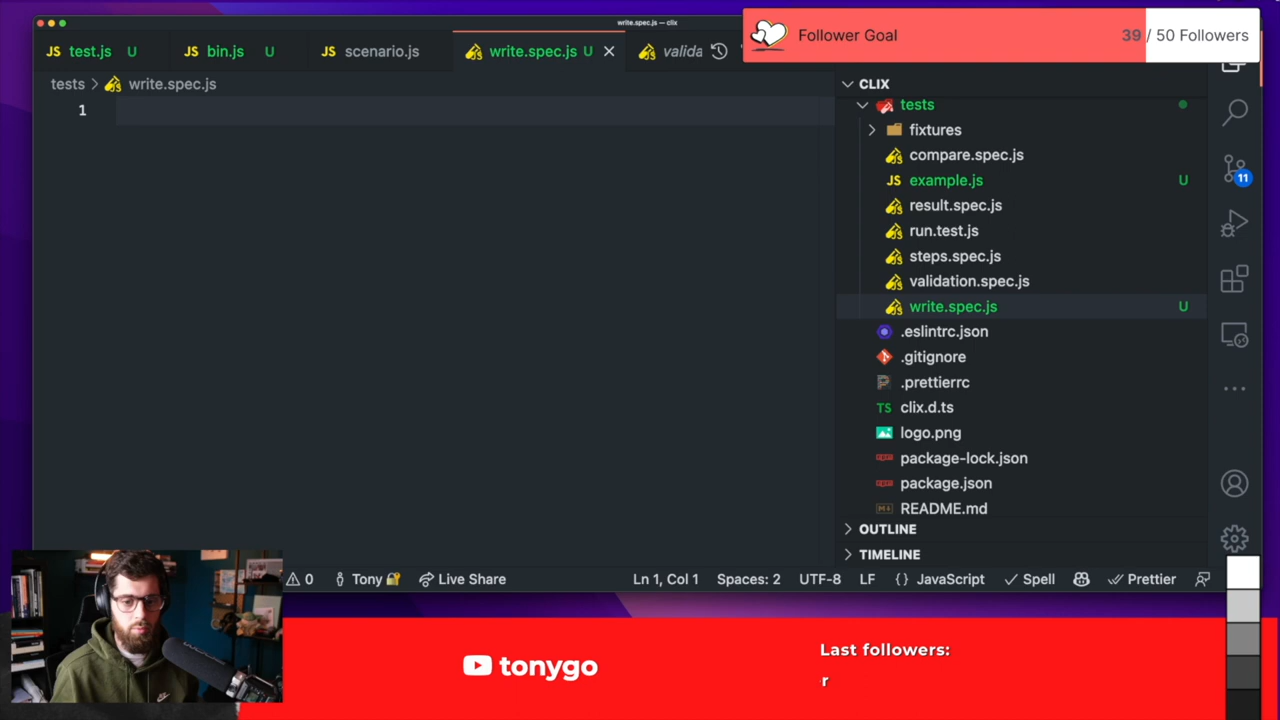 write.spec.js — clix
Follower Goal
39 / 50 Followers
JS test.js U
JS bin.js U
JS scenario.js
write.spec.js U
valida
tests > write.spec.js
1
CLIX
tests
fixtures
compare.spec.js
JS example.js U
result.spec.js
run.test.js
steps.spec.js
validation.spec.js
write.spec.js U
.eslintrc.json
.gitignore
.prettierrc
TS clix.d.ts
logo.png
package-lock.json
package.json
README.md
OUTLINE
TIMELINE
11
0 Tony Live Share Ln 1, Col 1 Spaces: 2 UTF-8 LF {} JavaScript Spell Prettier
tonygo
Last followers:
r